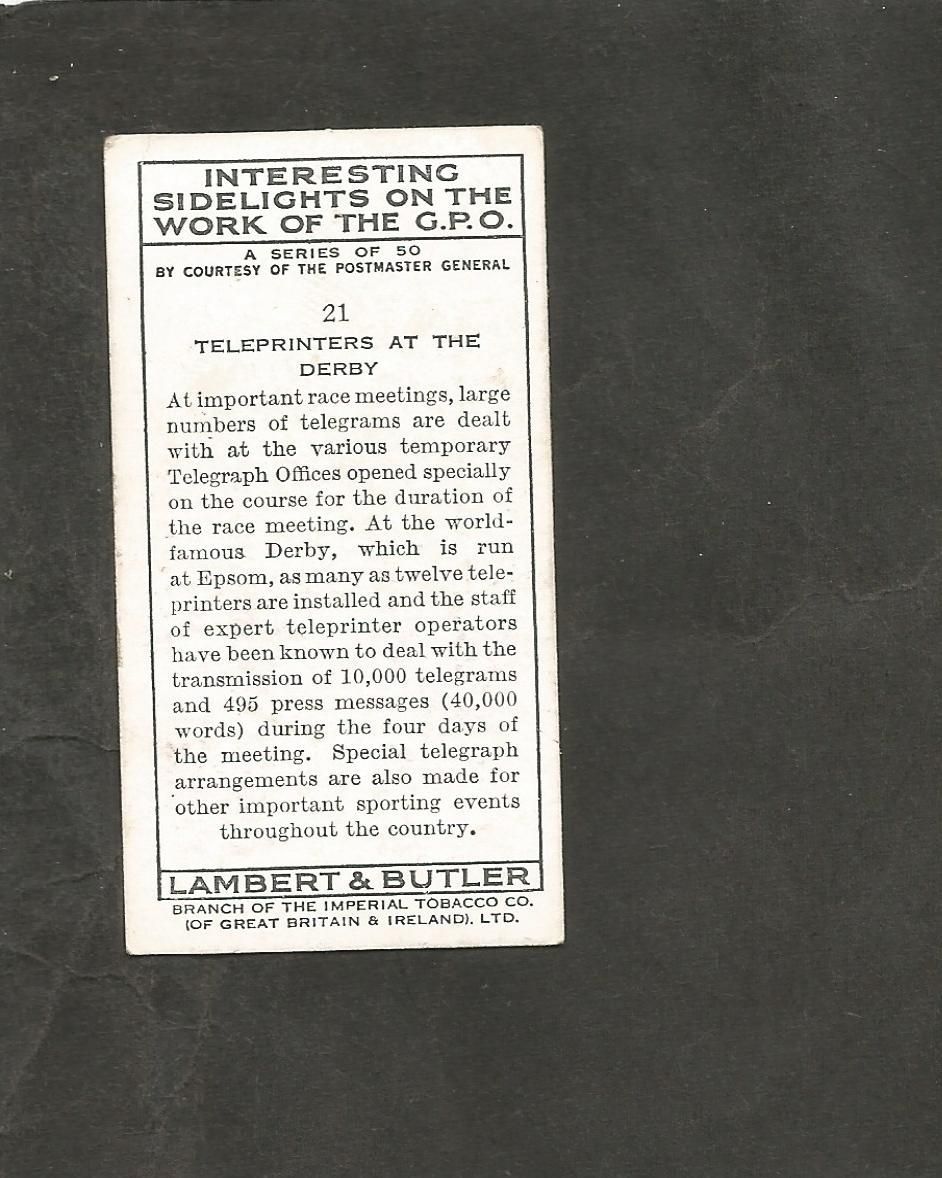 INTERESTING
SIDELIGHTS ON THE
WORK OF THE G.P.O.
A SERIES OF 50
BY COURTESY OF THE POSTMASTER GENERAL
21
TELEPRINTERS AT THE
DERBY
At important race meetings, large
numbers of telegrams are dealt
with at the various temporary
Telegraph Offices opened specially
on the course for the duration of
the race meeting. At the world-
famous Derby, which is run
at Epsom, as many as twelve tele-
printers are installed and the staff
of expert teleprinter operators
have been known to deal with the
transmission of 10,000 telegrams
and 495 press messages (40,000
words) during the four days of
the meeting. Special telegraph
arrangements are also made for
other important sporting events
throughout the country.
LAMBERT & BUTLER
BRANCH OF THE IMPERIAL TOBACCO CO.
(OF GREAT BRITAIN & IRELAND), LTD.